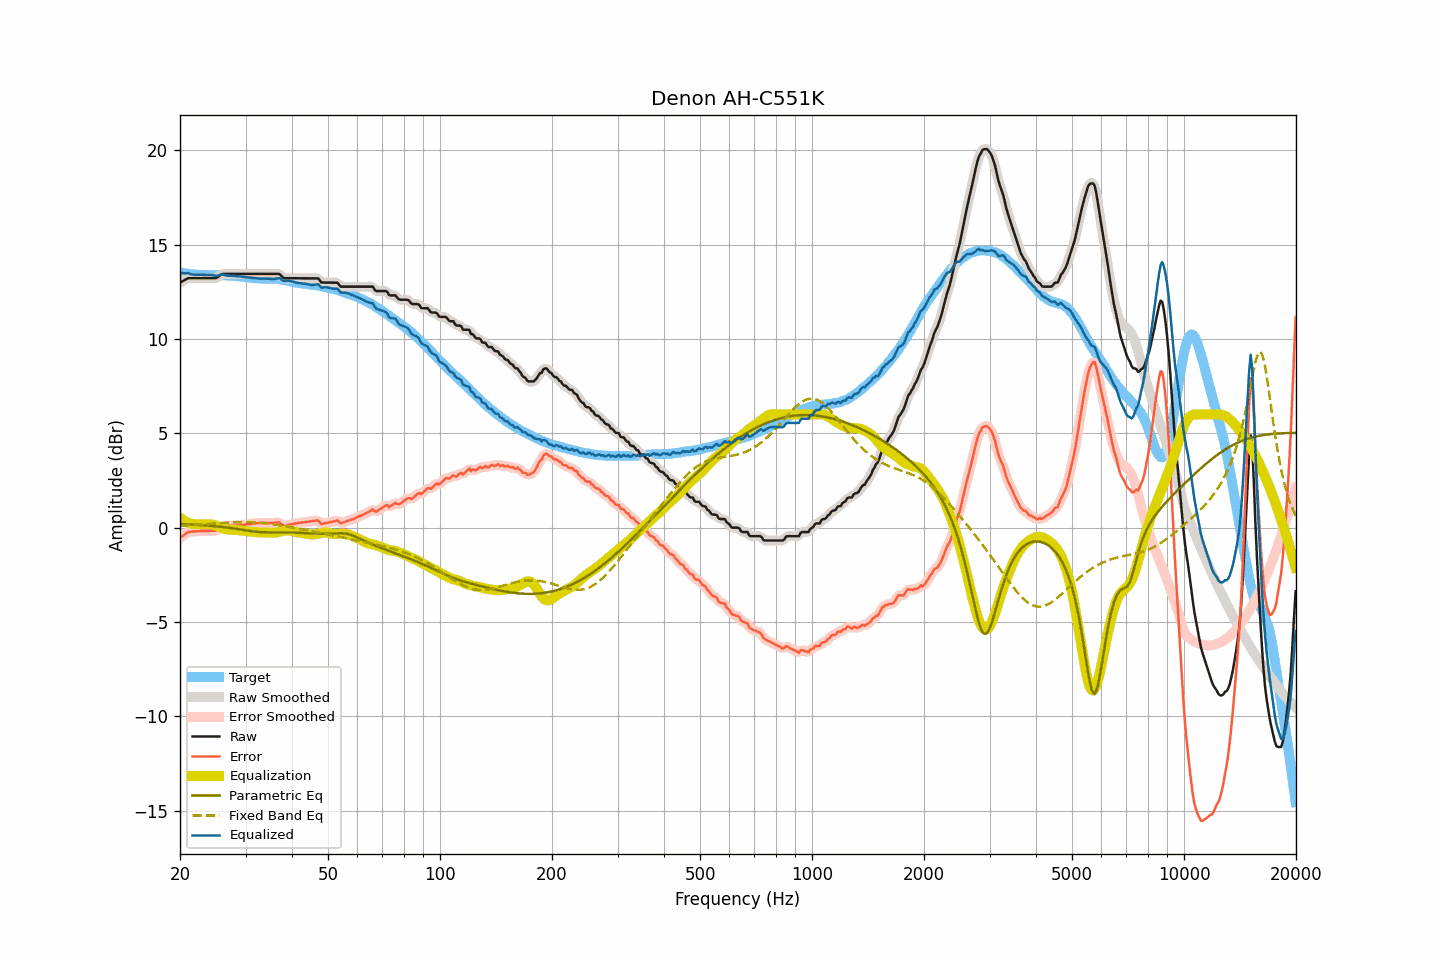 Denon AH-C551K
20
15
10
5
0
−5
−10
−15
Amplitude (dBr)
Target
Raw Smoothed
Error Smoothed
Raw
Error
Equalization
Parametric Eq
Fixed Band Eq
Equalized
20 50 100 200 500 1000 2000 5000 10000 20000
Frequency (Hz)